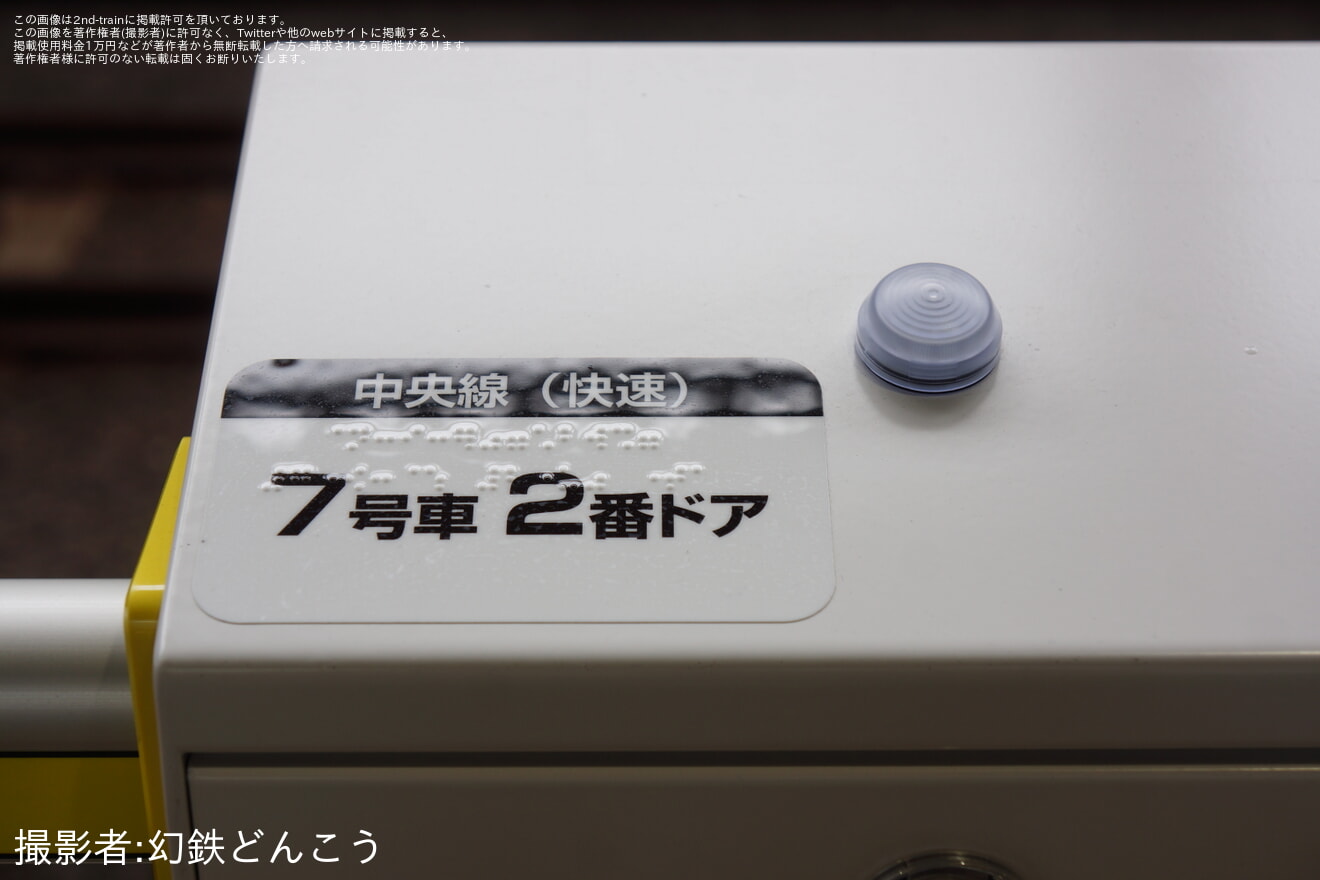 この画像は2nd-trainに掲載許可を頂いております。
この画像を著作権者(撮影者)に許可なく、Twitterや他のwebサイトに掲載すると、
掲載使用料金1万円などが著作者から無断転載した方へ請求される可能性があります。
著作権者様に許可のない転載は固くお断りいたします。
中央線（快速）
7号車 2番ドア
撮影者:幻鉄どんこう